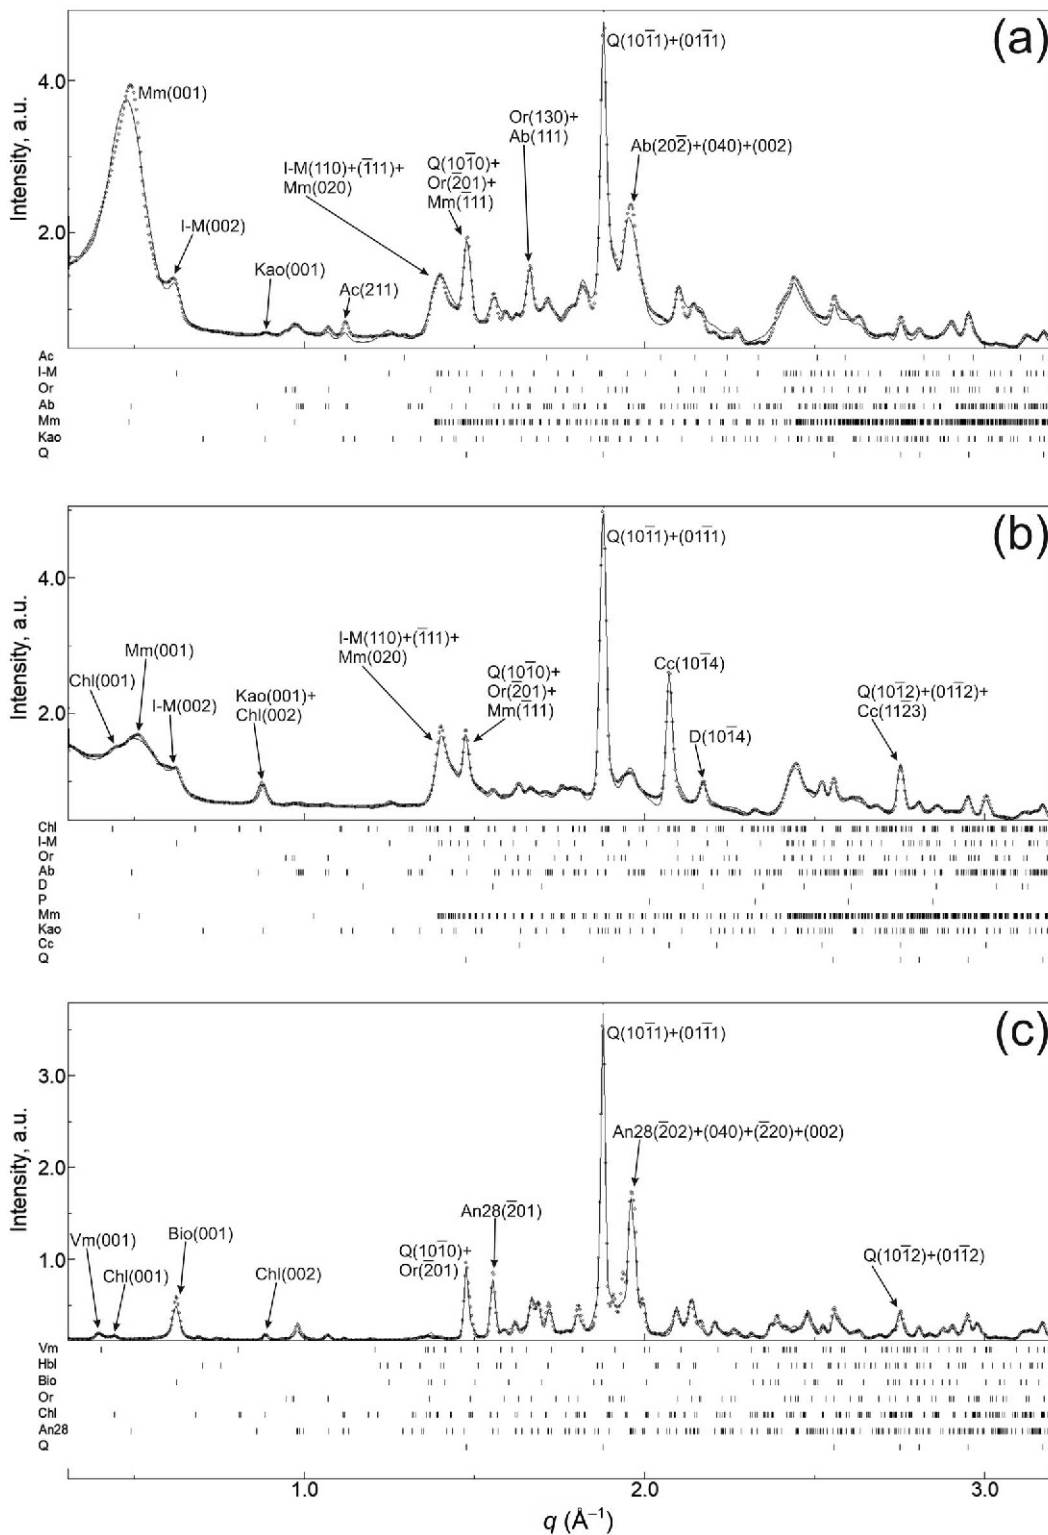 (a)
Intensity, a.u.
4.0
2.0
Mm(001)
I-M(002)
Kao(001)
Ac(211)
I-M(110)+(1̅11)+
Mm(020)
Q(101̅0)+
Or(2̅01)+
Mm(1̅11)
Or(130)+
Ab(111)
Q(101̅1)+(011̅1)
Ab(202̅)+(040)+(002)
Ac
I-M
Or
Ab
Mm
Kao
Q
(b)
Intensity, a.u.
4.0
2.0
Chl(001)
Mm(001)
I-M(002)
Kao(001)+
Chl(002)
I-M(110)+(1̅11)+
Mm(020)
Q(101̅0)+
Or(2̅01)+
Mm(1̅11)
Q(101̅1)+(011̅1)
Cc(101̅4)
D(101̅4)
Q(101̅2)+(011̅2)+
Cc(112̅3)
Chl
I-M
Or
Ab
D
P
Mm
Kao
Cc
Q
(c)
Intensity, a.u.
3.0
2.0
1.0
Vm(001)
Chl(001)
Bio(001)
Chl(002)
Q(101̅0)+
Or(2̅01)
An28(2̅01)
Q(101̅1)+(011̅1)
An28(2̅02)+(040)+(2̅20)+(002)
Q(101̅2)+(011̅2)
Vm
Hbl
Bio
Or
Chl
An28
Q
1.0 2.0 3.0
q (Å⁻¹)